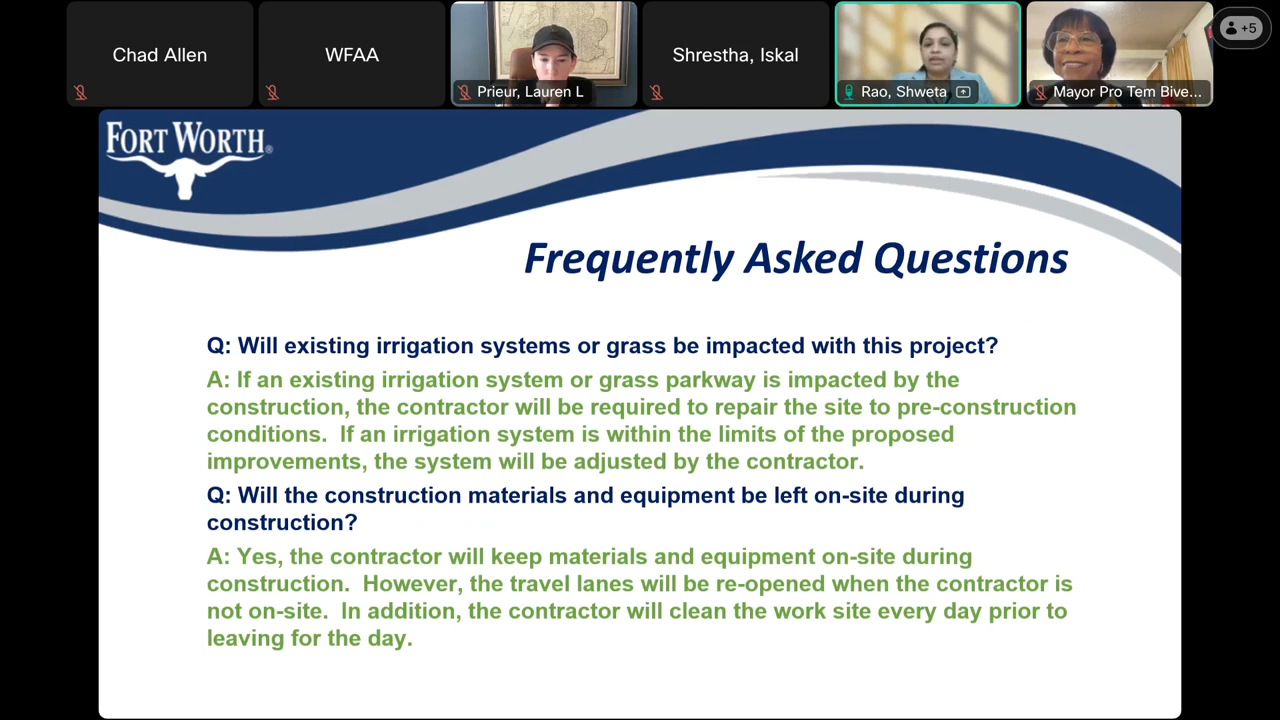 Chad Allen
WFAA
Prieur, Lauren L
Shrestha, Iskal
Rao, Shweta
Mayor Pro Tem Bive...
+5
FORT WORTH®
Frequently Asked Questions
Q: Will existing irrigation systems or grass be impacted with this project?
A: If an existing irrigation system or grass parkway is impacted by the
construction, the contractor will be required to repair the site to pre-construction
conditions.  If an irrigation system is within the limits of the proposed
improvements, the system will be adjusted by the contractor.
Q: Will the construction materials and equipment be left on-site during
construction?
A: Yes, the contractor will keep materials and equipment on-site during
construction.  However, the travel lanes will be re-opened when the contractor is
not on-site.  In addition, the contractor will clean the work site every day prior to
leaving for the day.